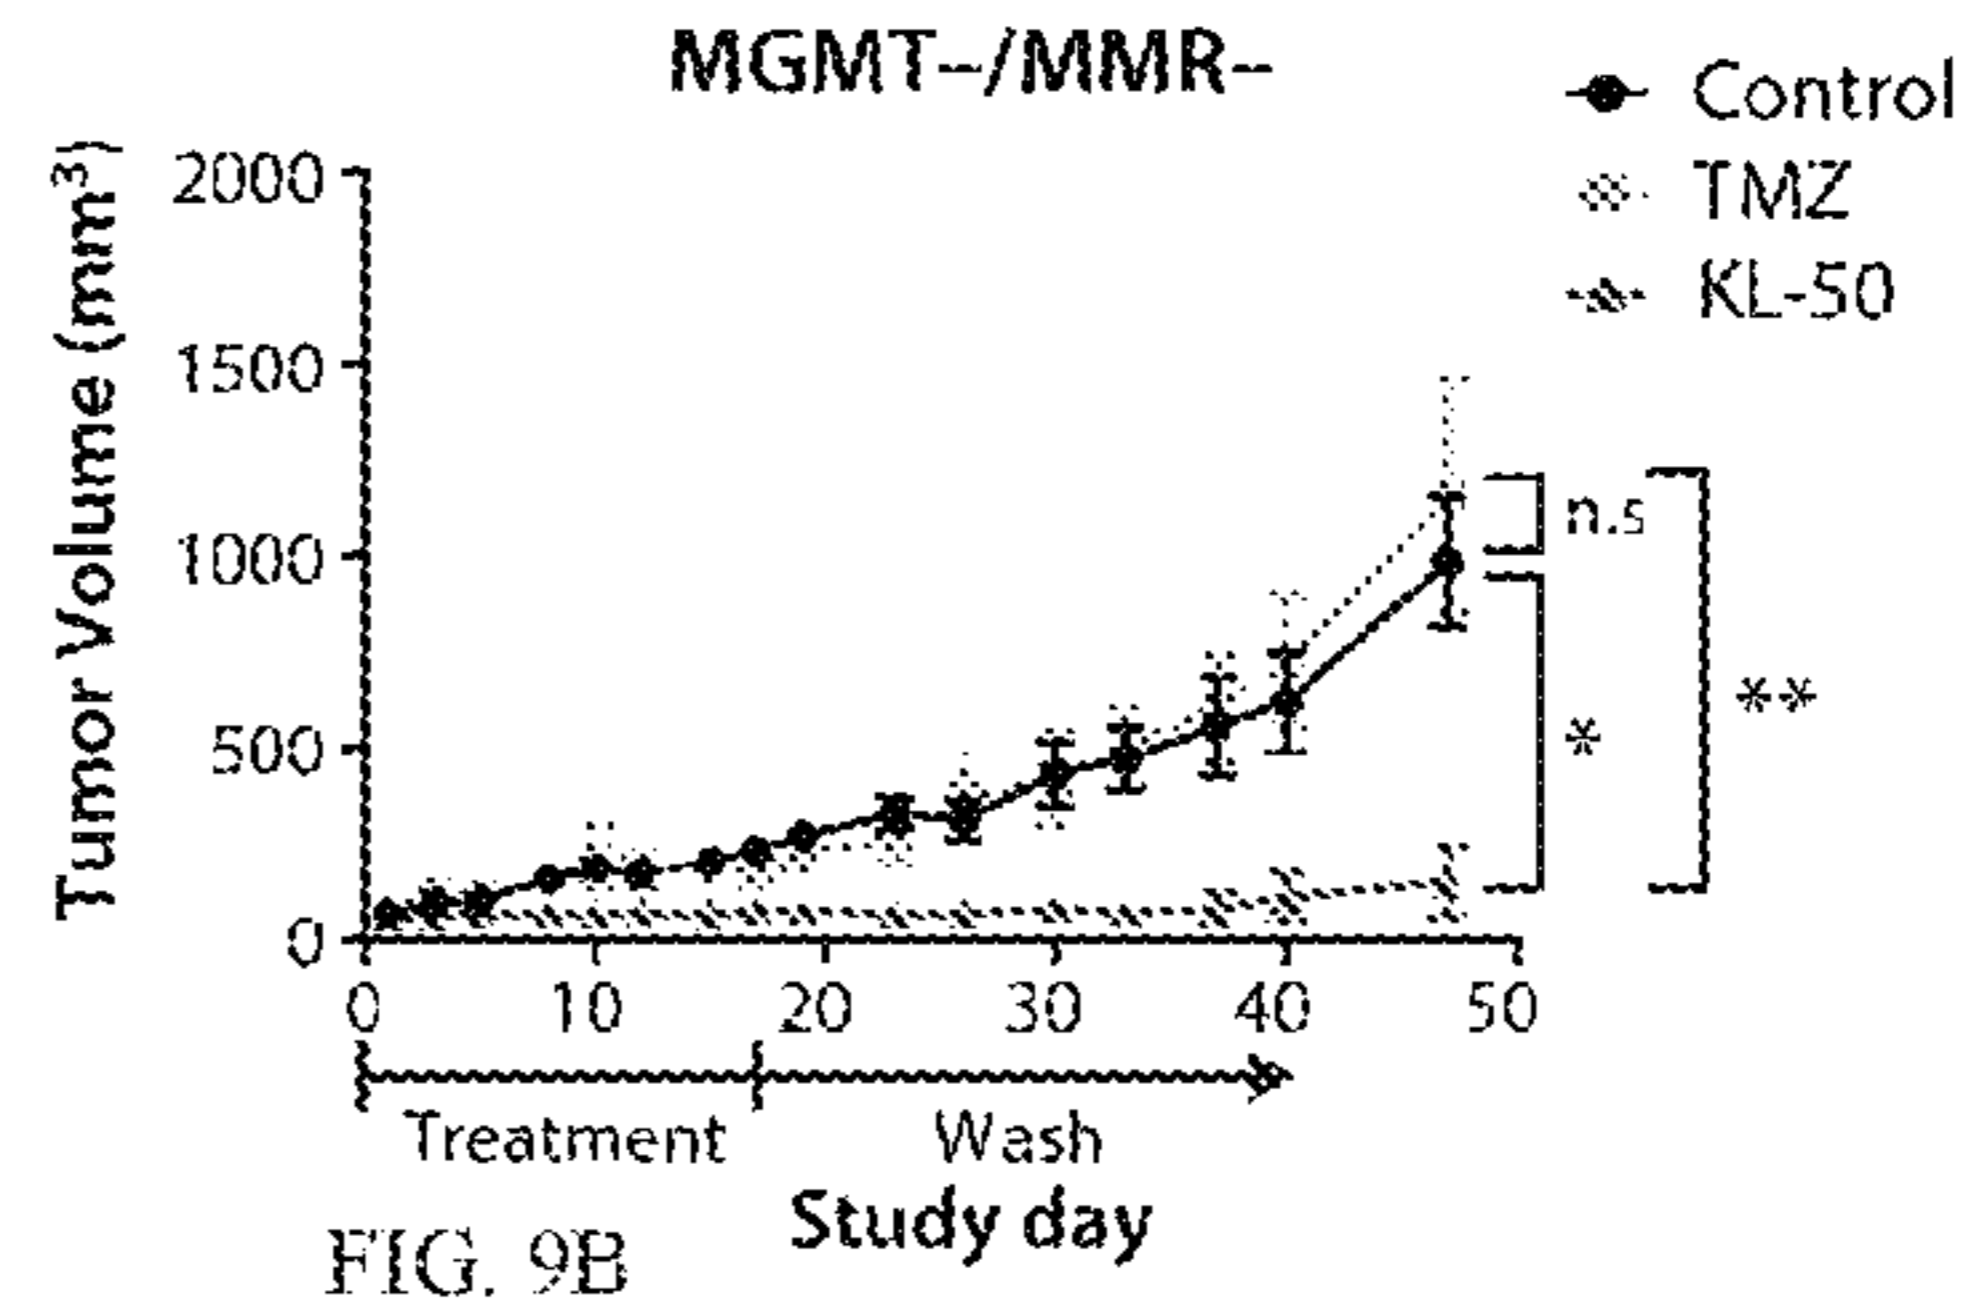 MGMT-/MMR-
Control
TMZ
KL-50
Tumor Volume (mm³)
2000
1500
1000
500
0
n.s
*
**
0 10 20 30 40 50
Treatment Wash
Study day
FIG. 9B